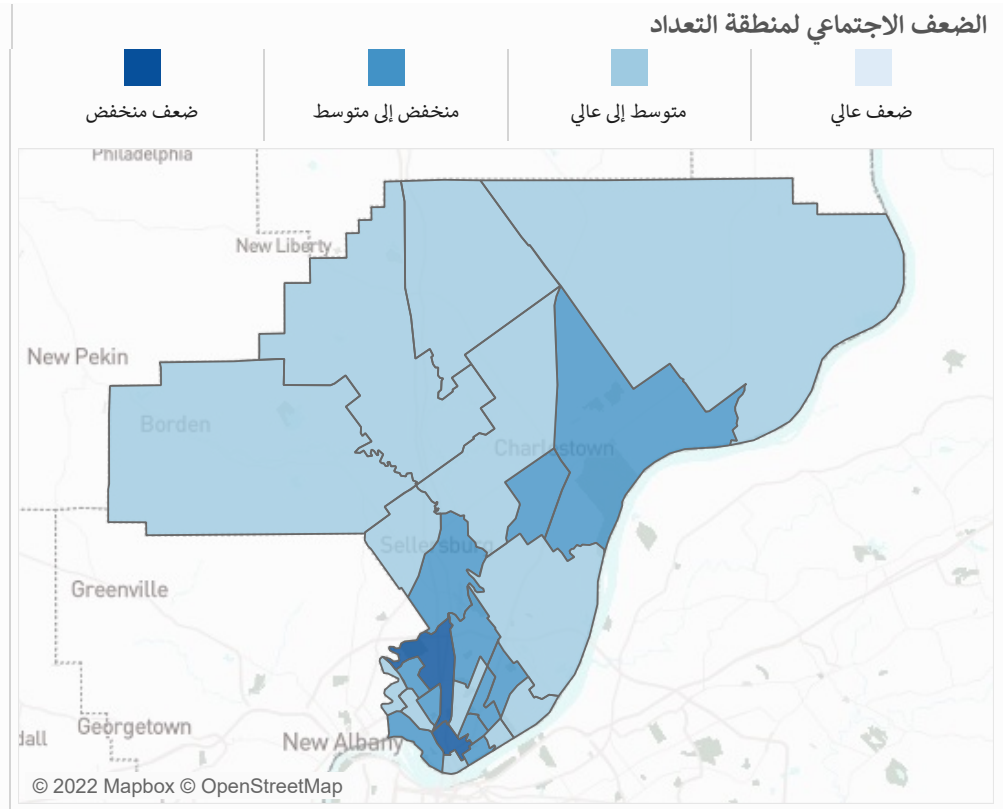 الضعف الاجتماعي لمنطقة التعداد
ضعف عالي
متوسط إلى عالي
منخفض إلى متوسط
ضعف منخفض
Philadelphia
New Liberty
New Pekin
Borden
Charlestown
Sellersburg
Greenville
Georgetown
dall
New Albany
© 2022 Mapbox © OpenStreetMap